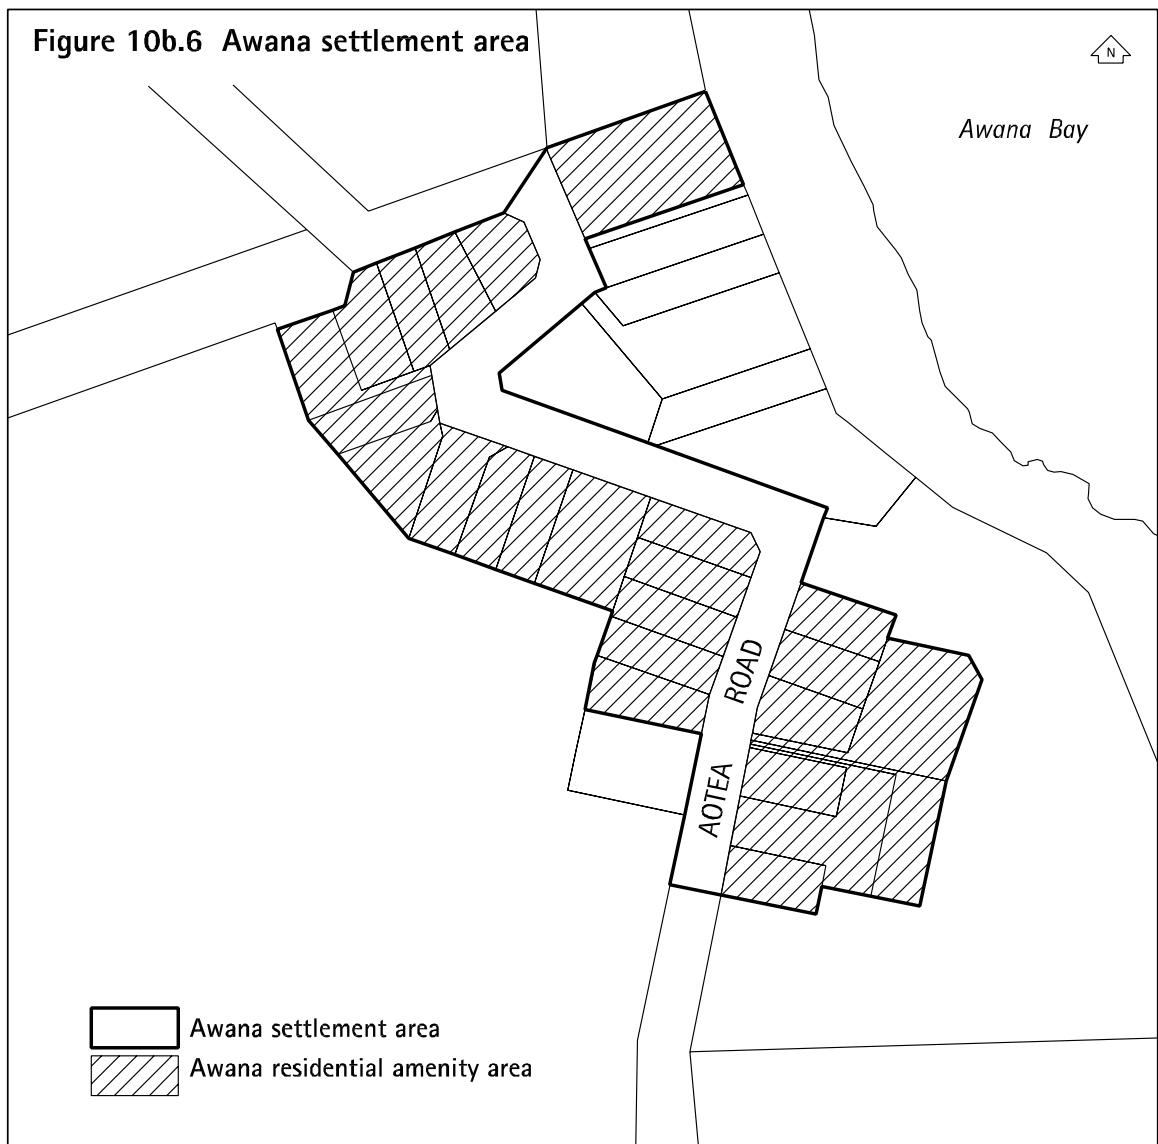 Figure 10b.6 Awana settlement area
N
Awana Bay
AOTEA ROAD
Awana settlement area
Awana residential amenity area